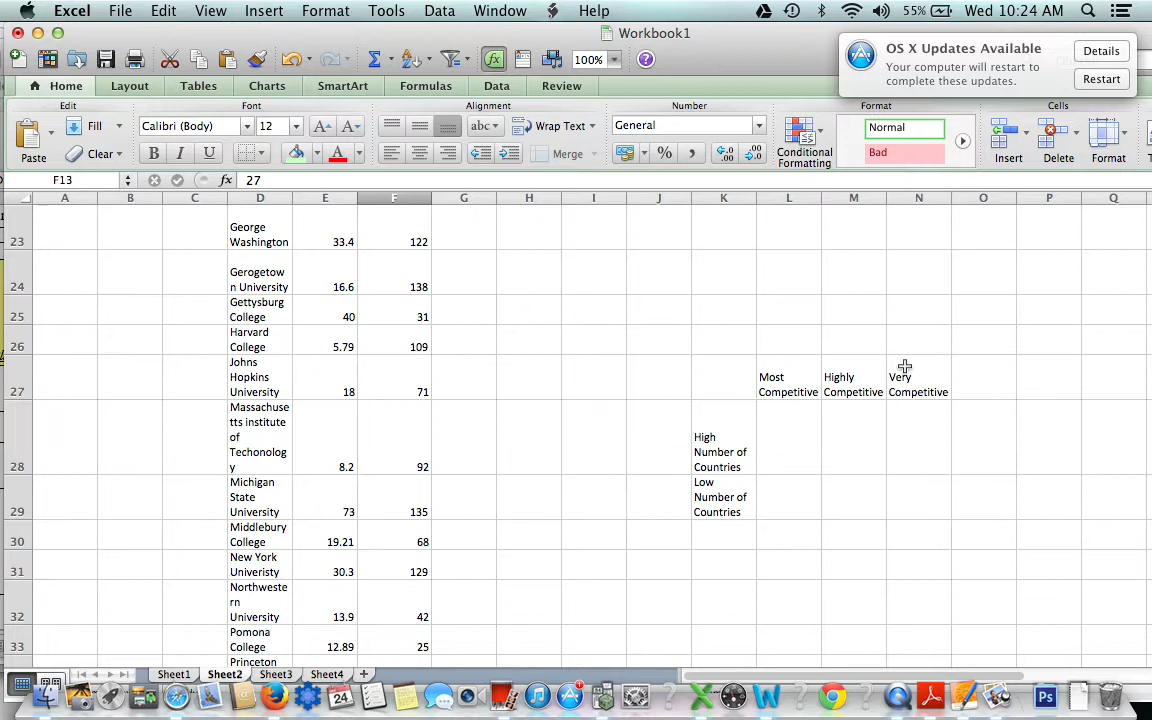 Excel File Edit View Insert Format Tools Data Window Help 55% Wed 10:24 AM
Workbook1
OS X Updates Available
Your computer will restart to
complete these updates.
Details
Restart
100%
Home Layout Tables Charts SmartArt Formulas Data Review
Edit Font Alignment Number Format Cells
Paste Fill Clear Calibri (Body) 12 abc Wrap Text Merge General Conditional Formatting Normal Bad Insert Delete Format
B I U A
F13 fx 27
A B C D E F G H I J K L M N O P Q
23 George
Washington 33.4 122
24 Gerogetow
n University 16.6 138
25 Gettysburg
College 40 31
26 Harvard
College 5.79 109
27 Johns
Hopkins
University 18 71
Most Highly Very
Competitive Competitive Competitive
28 Massachuse
tts institute
of
Techonolog
y 8.2 92
High
Number of
Countries
29 Michigan
State
University 73 135
Low
Number of
Countries
30 Middlebury
College 19.21 68
31 New York
Univeristy 30.3 129
32 Northweste
rn
University 13.9 42
33 Pomona
College 12.89 25
Princeton
Sheet1 Sheet2 Sheet3 Sheet4
24
Ps